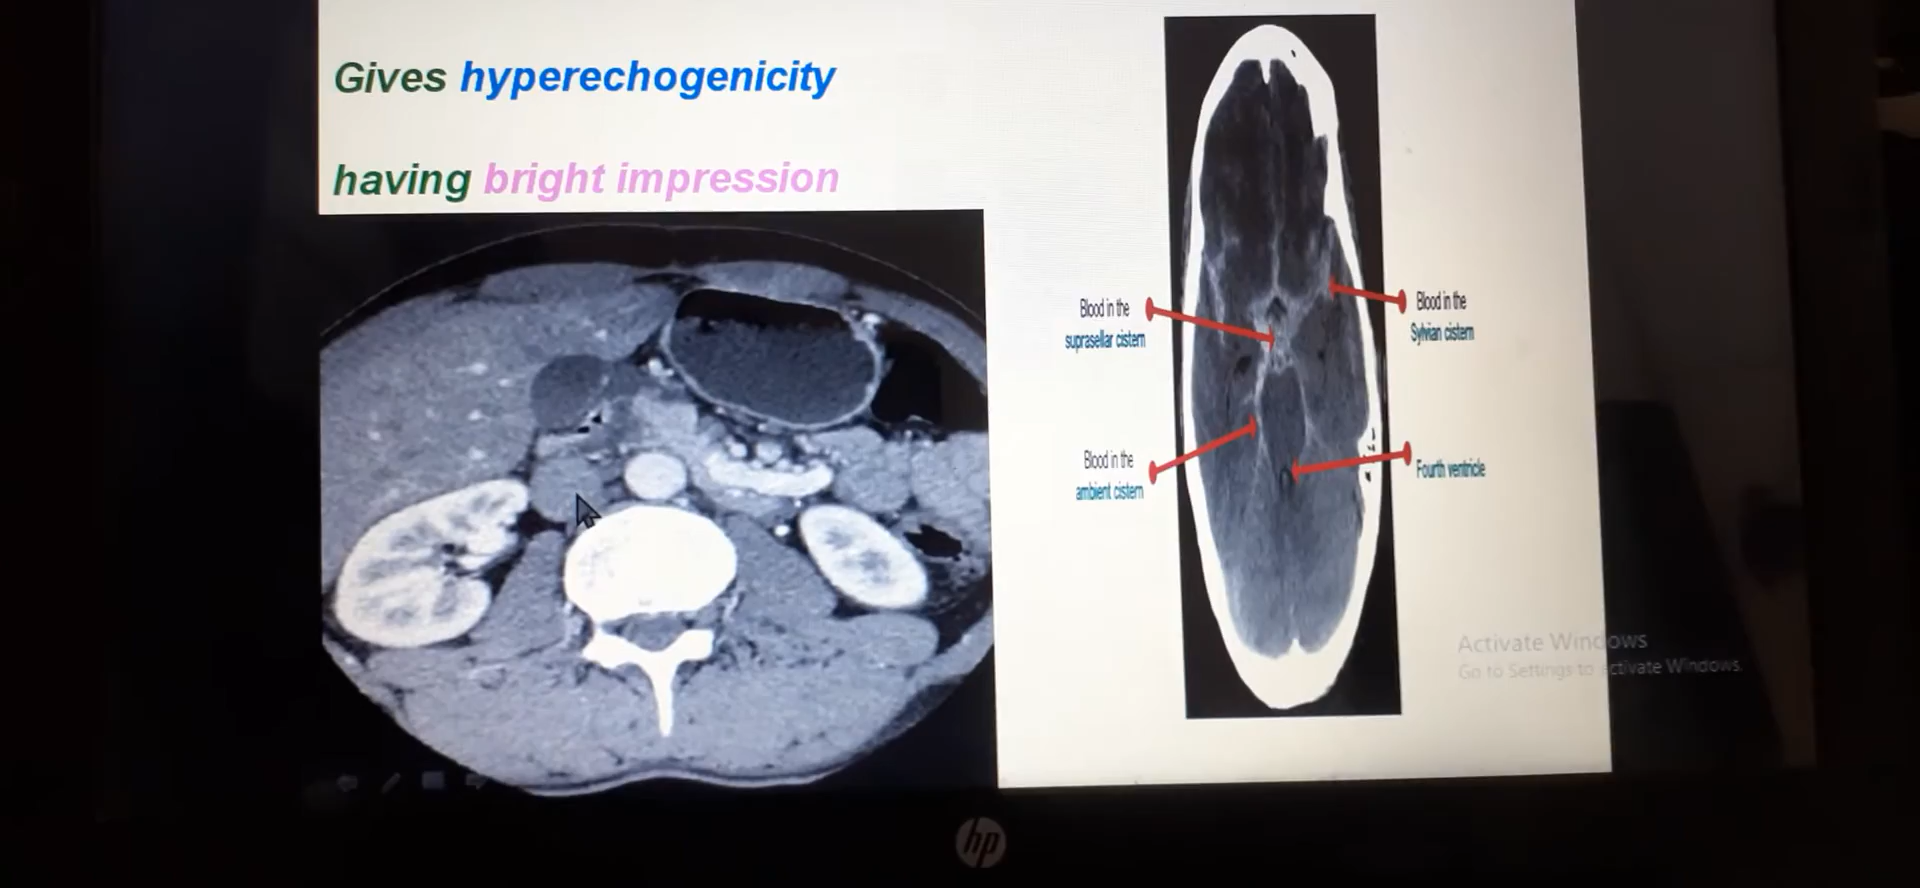 Gives hyperechogenicity
having bright impression
Blood in the
suprasellar cistern
Blood in the
Sylvian cistern
Blood in the
ambient cistern
Fourth ventricle
Activate Windows
Go to Settings to activate Windows.
hp